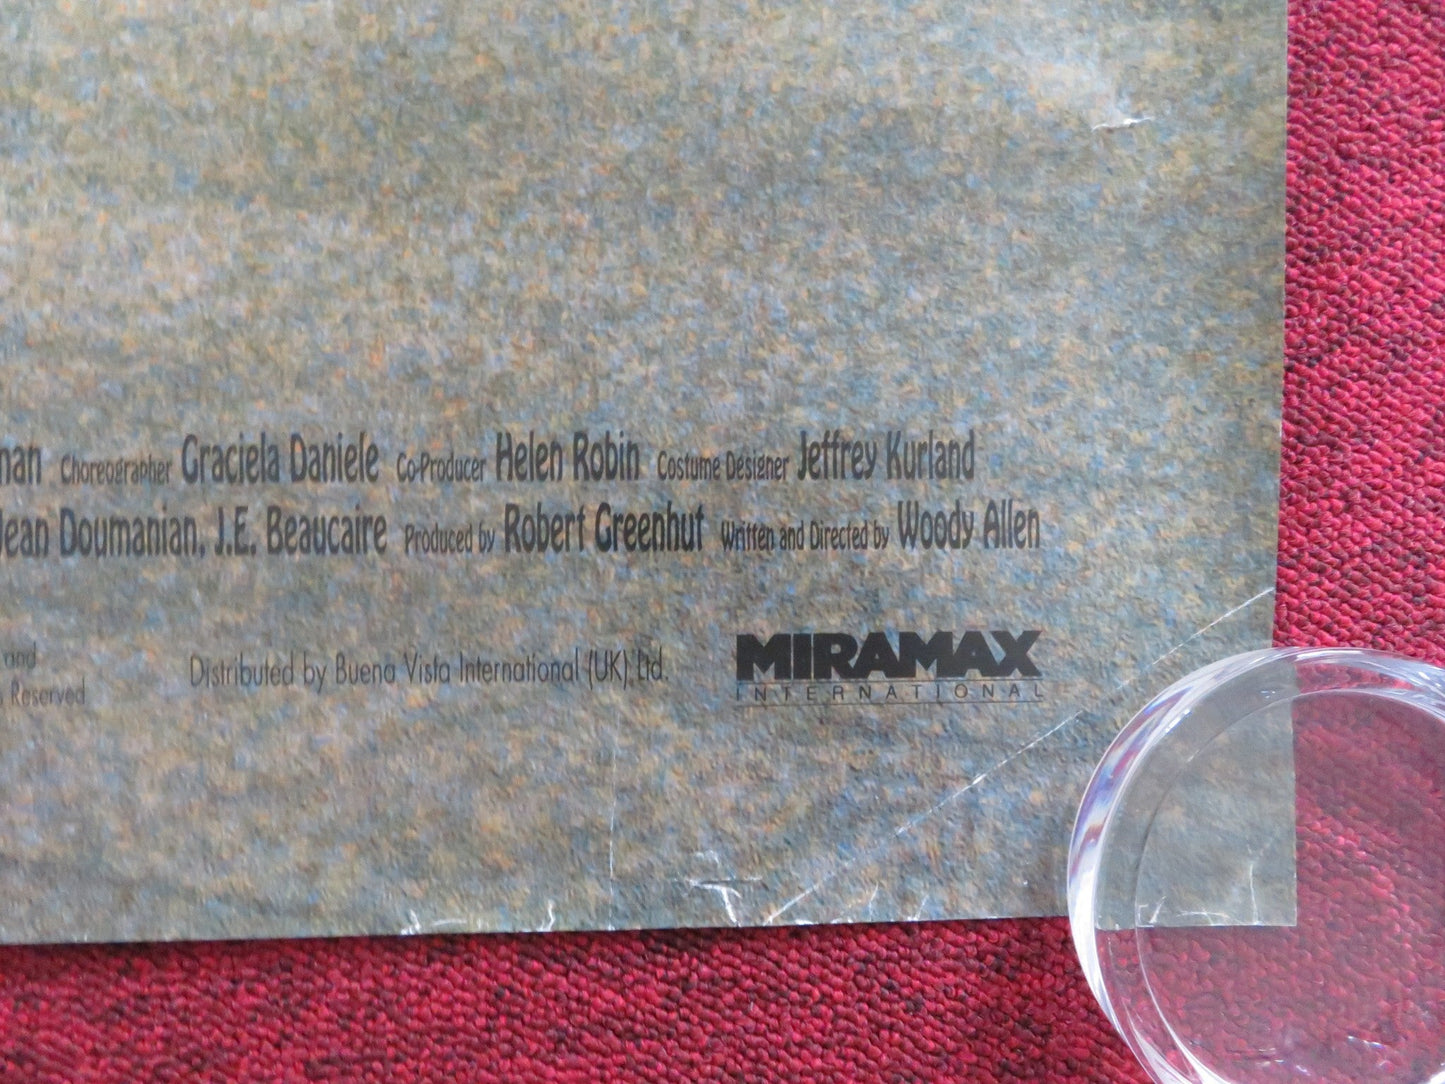 nan Choreographer Graciela Daniele Co-Producer Helen Robin Costume Designer Jeffrey Kurland
Jean Doumanian, J.E. Beaucaire Produced by Robert Greenhut Written and Directed by Woody Allen
and
Reserved
Distributed by Buena Vista International (UK) Ltd.
MIRAMAX
INTERNATIONAL